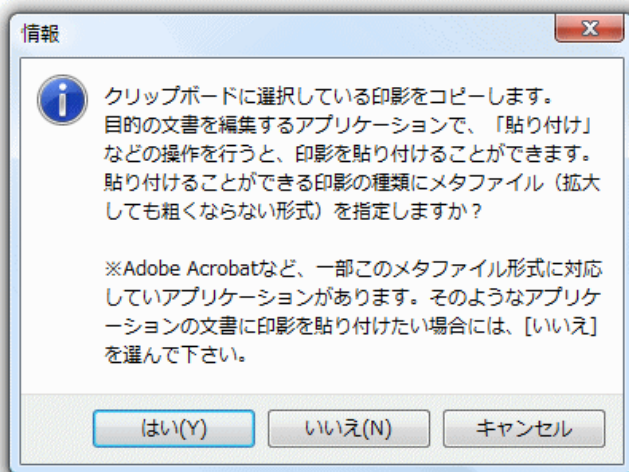 情報
クリップボードに選択している印影をコピーします。
目的の文書を編集するアプリケーションで、「貼り付け」
などの操作を行うと、印影を貼り付けることができます。
貼り付けることができる印影の種類にメタファイル（拡大
しても粗くならない形式）を指定しますか？
※Adobe Acrobatなど、一部このメタファイル形式に対応
していアプリケーションがあります。そのようなアプリケ
ーションの文書に印影を貼り付けたい場合には、[いいえ]
を選んで下さい。
はい(Y) いいえ(N) キャンセル